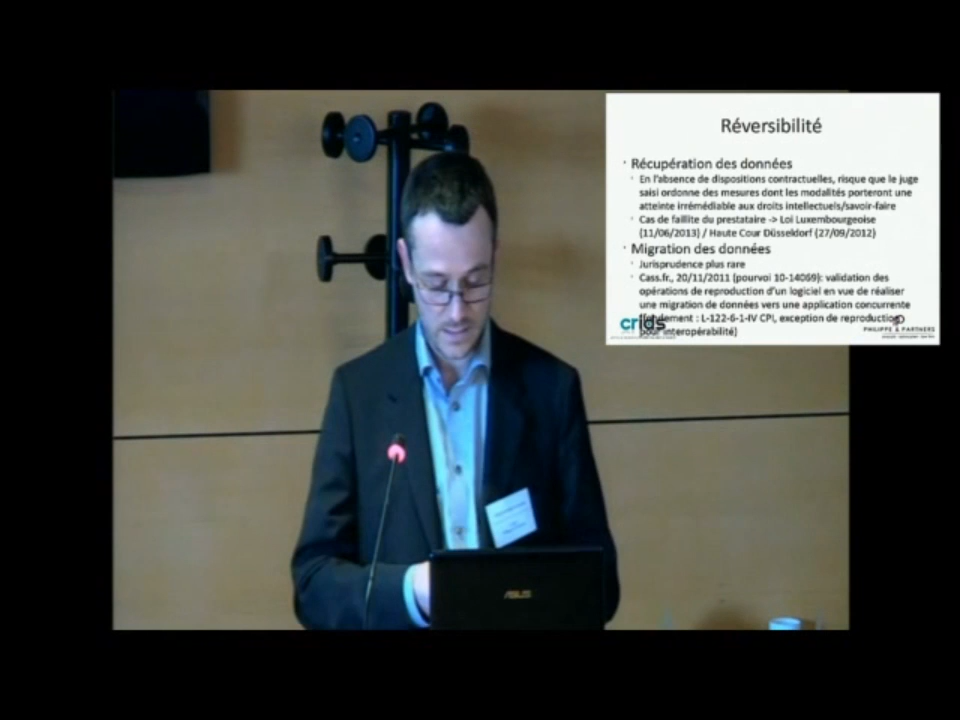 Réversibilité
Récupération des données
En l'absence de dispositions contractuelles, risque que le juge
saisi ordonne des mesures dont les modalités porteront une
atteinte irrémédiable aux droits intellectuels/savoir-faire
Cas de faillite du prestataire -> Loi Luxembourgeoise
(11/06/2013) / Haute Cour Düsseldorf (27/09/2012)
Migration des données
Jurisprudence plus rare
Cass.fr., 20/11/2011 (pourvoi 10-14069): validation des
opérations de reproduction d'un logiciel en vue de réaliser
une migration de données vers une application concurrente
: L-122-6-1-IV CPI, exception de reproduction
pour interopérabilité)
crids
PHILIPPE & PARTNERS
ASUS